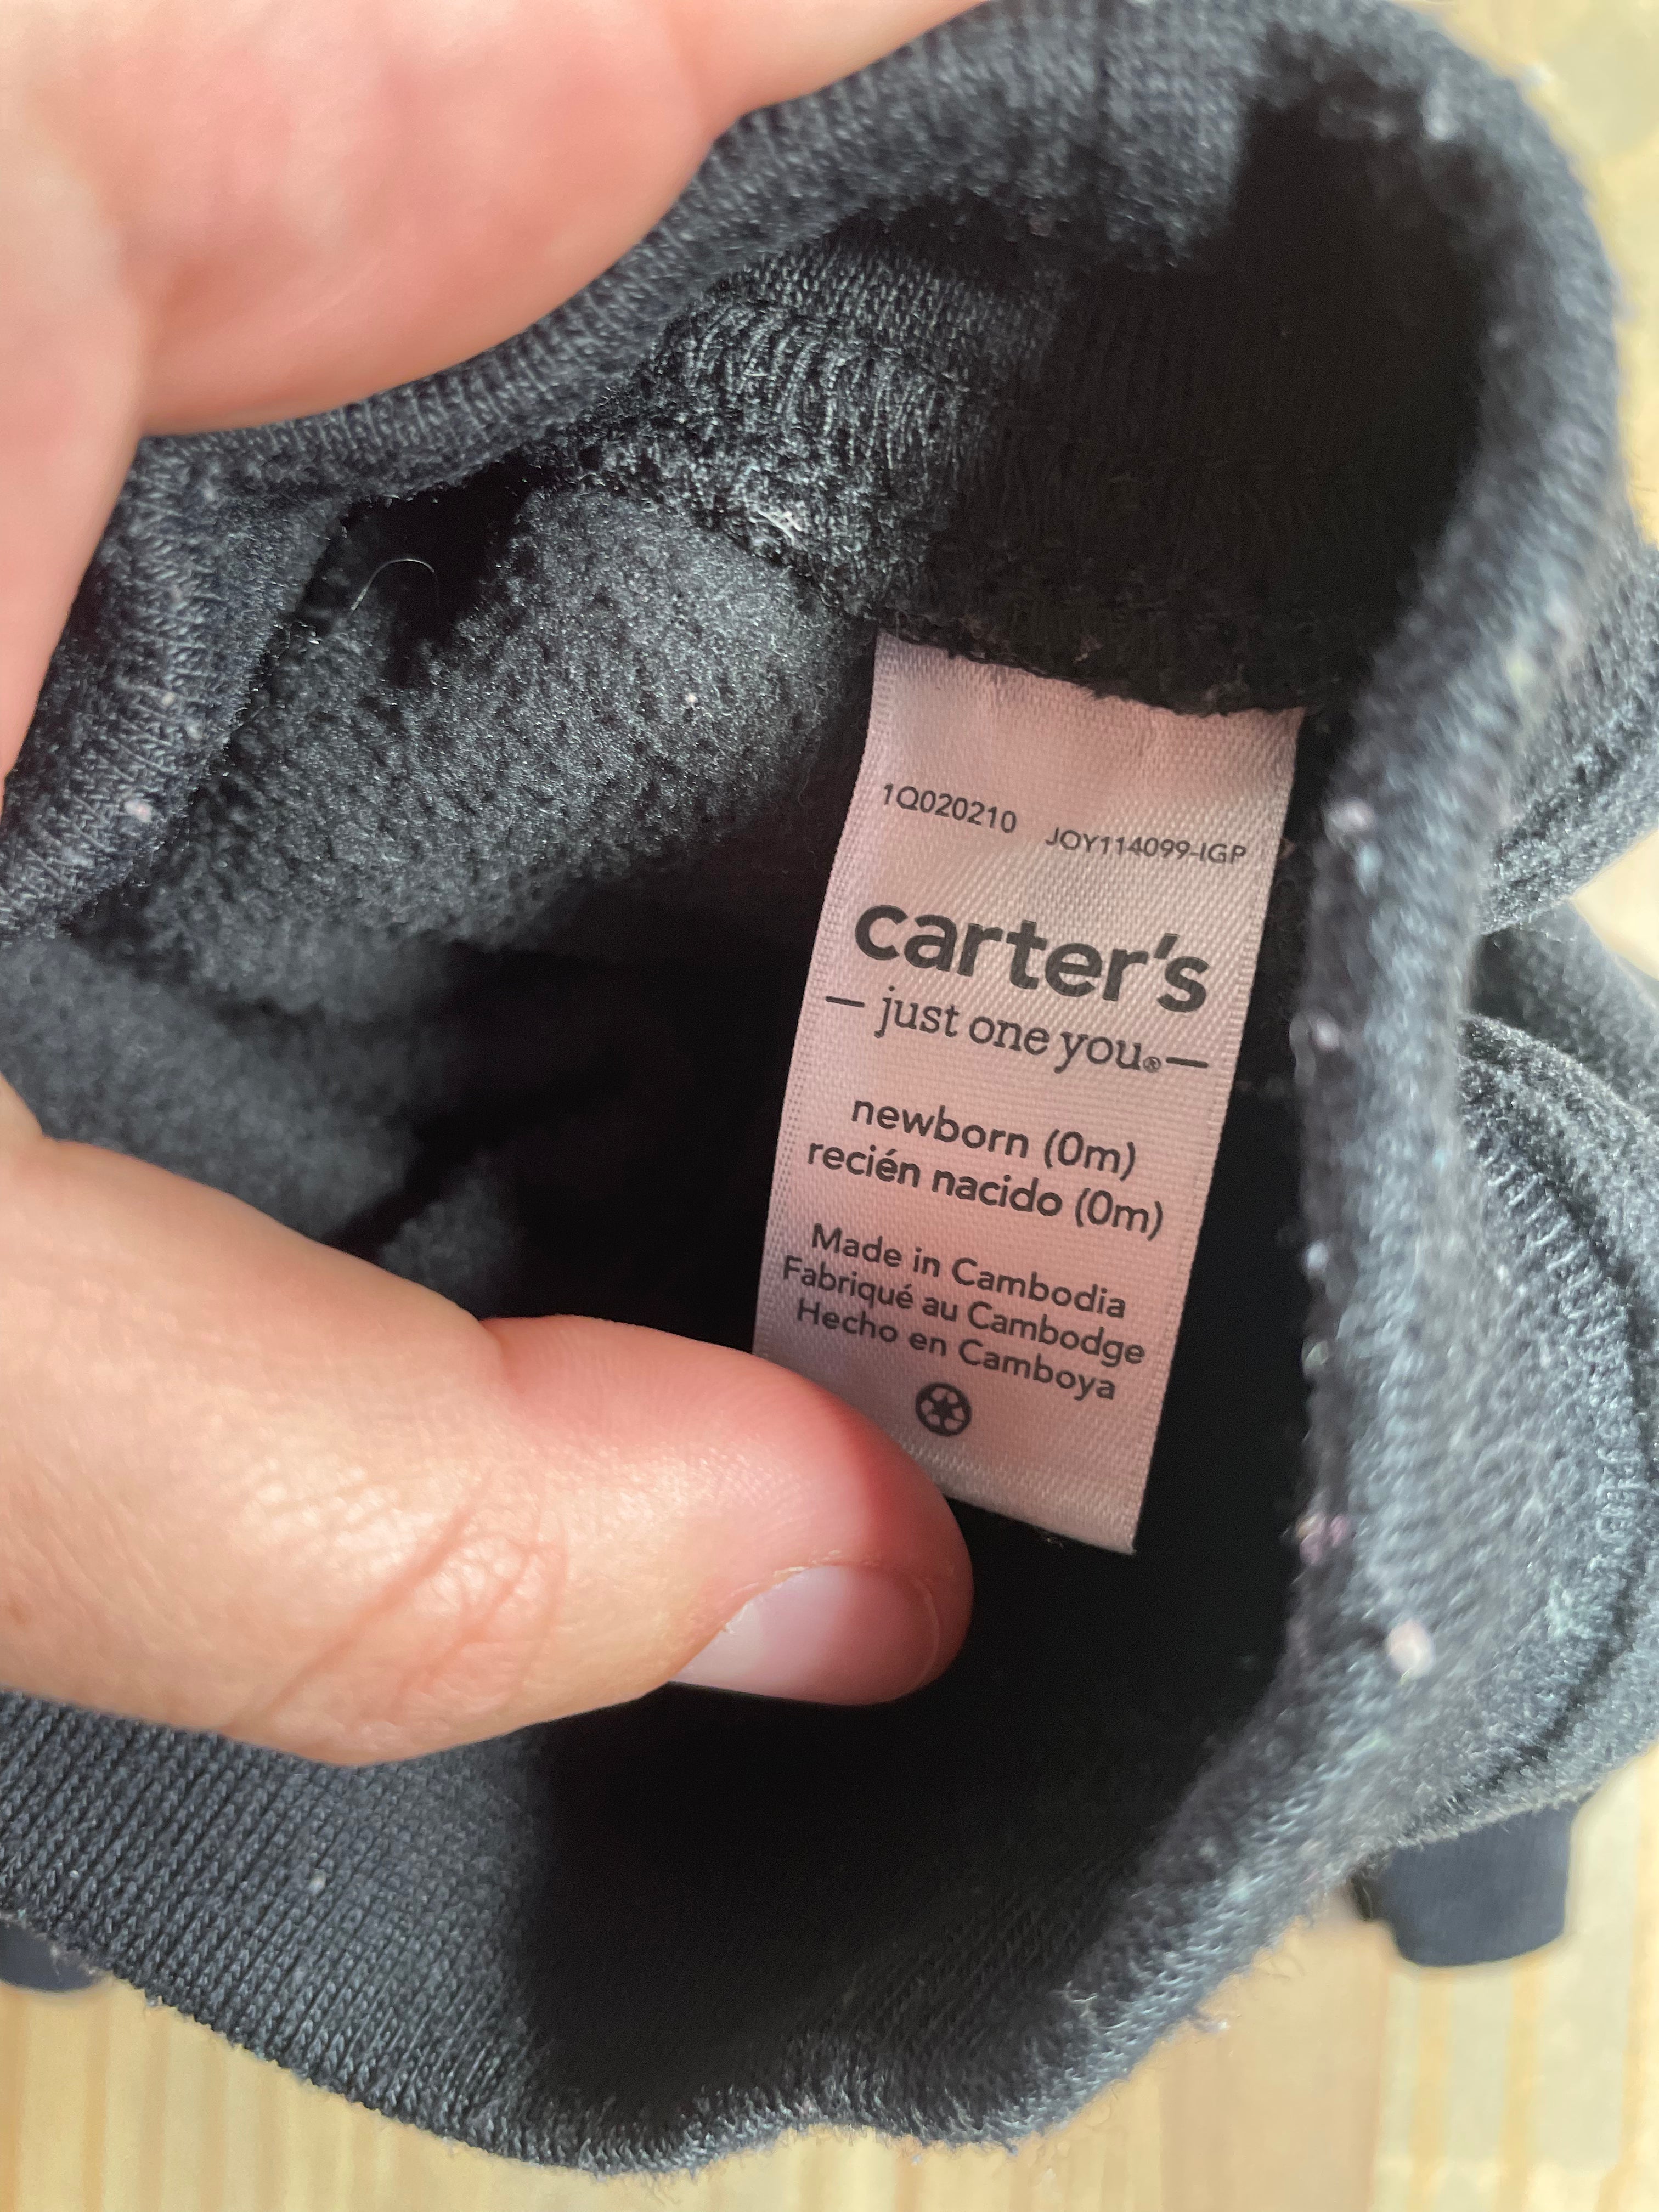 1Q020210 JOY114099-IGP
carter's
— just one you®—
newborn (0m)
recién nacido (0m)
Made in Cambodia
Fabriqué au Cambodge
Hecho en Camboya